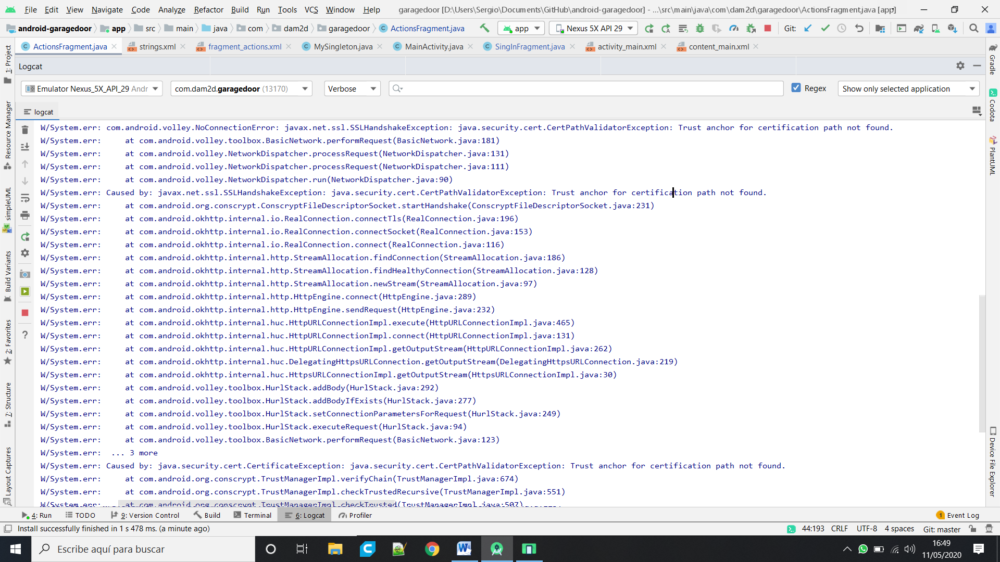 File Edit View Navigate Code Analyze Refactor Build Run Tools VCS Window Help garagedoor [D:\Users\Sergio\Documents\GitHub\android-garagedoor] - ...\src\main\java\com\dam2d\garagedoor\ActionsFragment.java [app]
android-garagedoor app src main java com dam2d garagedoor ActionsFragment.java app Nexus 5X API 29 Git:
ActionsFragment.java strings.xml fragment_actions.xml MySingleton.java MainActivity.java SingInFragment.java activity_main.xml content_main.xml
Logcat
Emulator Nexus_5X_API_29 Andr com.dam2d.garagedoor (13170) Verbose Regex Show only selected application
logcat
W/System.err: com.android.volley.NoConnectionError: javax.net.ssl.SSLHandshakeException: java.security.cert.CertPathValidatorException: Trust anchor for certification path not found.
W/System.err:     at com.android.volley.toolbox.BasicNetwork.performRequest(BasicNetwork.java:181)
W/System.err:     at com.android.volley.NetworkDispatcher.processRequest(NetworkDispatcher.java:131)
W/System.err:     at com.android.volley.NetworkDispatcher.processRequest(NetworkDispatcher.java:111)
W/System.err:     at com.android.volley.NetworkDispatcher.run(NetworkDispatcher.java:90)
W/System.err: Caused by: javax.net.ssl.SSLHandshakeException: java.security.cert.CertPathValidatorException: Trust anchor for certification path not found.
W/System.err:     at com.android.org.conscrypt.ConscryptFileDescriptorSocket.startHandshake(ConscryptFileDescriptorSocket.java:231)
W/System.err:     at com.android.okhttp.internal.io.RealConnection.connectTls(RealConnection.java:196)
W/System.err:     at com.android.okhttp.internal.io.RealConnection.connectSocket(RealConnection.java:153)
W/System.err:     at com.android.okhttp.internal.io.RealConnection.connect(RealConnection.java:116)
W/System.err:     at com.android.okhttp.internal.http.StreamAllocation.findConnection(StreamAllocation.java:186)
W/System.err:     at com.android.okhttp.internal.http.StreamAllocation.findHealthyConnection(StreamAllocation.java:128)
W/System.err:     at com.android.okhttp.internal.http.StreamAllocation.newStream(StreamAllocation.java:97)
W/System.err:     at com.android.okhttp.internal.http.HttpEngine.connect(HttpEngine.java:289)
W/System.err:     at com.android.okhttp.internal.http.HttpEngine.sendRequest(HttpEngine.java:232)
W/System.err:     at com.android.okhttp.internal.huc.HttpURLConnectionImpl.execute(HttpURLConnectionImpl.java:465)
W/System.err:     at com.android.okhttp.internal.huc.HttpURLConnectionImpl.connect(HttpURLConnectionImpl.java:131)
W/System.err:     at com.android.okhttp.internal.huc.HttpURLConnectionImpl.getOutputStream(HttpURLConnectionImpl.java:262)
W/System.err:     at com.android.okhttp.internal.huc.DelegatingHttpsURLConnection.getOutputStream(DelegatingHttpsURLConnection.java:219)
W/System.err:     at com.android.okhttp.internal.huc.HttpsURLConnectionImpl.getOutputStream(HttpsURLConnectionImpl.java:30)
W/System.err:     at com.android.volley.toolbox.HurlStack.addBody(HurlStack.java:292)
W/System.err:     at com.android.volley.toolbox.HurlStack.addBodyIfExists(HurlStack.java:277)
W/System.err:     at com.android.volley.toolbox.HurlStack.setConnectionParametersForRequest(HurlStack.java:249)
W/System.err:     at com.android.volley.toolbox.HurlStack.executeRequest(HurlStack.java:94)
W/System.err:     at com.android.volley.toolbox.BasicNetwork.performRequest(BasicNetwork.java:123)
W/System.err:  ... 3 more
W/System.err: Caused by: java.security.cert.CertificateException: java.security.cert.CertPathValidatorException: Trust anchor for certification path not found.
W/System.err:     at com.android.org.conscrypt.TrustManagerImpl.verifyChain(TrustManagerImpl.java:674)
W/System.err:     at com.android.org.conscrypt.TrustManagerImpl.checkTrustedRecursive(TrustManagerImpl.java:551)
W/System.err:     at com.android.org.conscrypt.TrustManagerImpl.checkTrusted(TrustManagerImpl.java:507)
1: Project
Resource Manager
simpleUML
Build Variants
2: Favorites
7: Structure
Layout Captures
Gradle
Codota
PlantUML
Device File Explorer
4: Run TODO 9: Version Control Build Terminal 6: Logcat Profiler 1 Event Log
Install successfully finished in 1 s 478 ms. (a minute ago) 44:193 CRLF UTF-8 4 spaces Git: master
Escribe aquí para buscar
16:49
11/05/2020